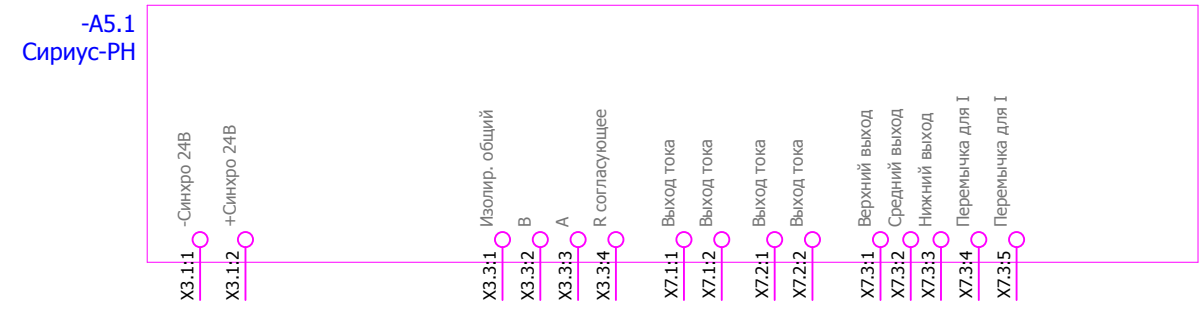 -A5.1
Сириус-РН
-Синхро 24В
+Синхро 24В
Изолир. общий
B
A
R согласующее
Выход тока
Выход тока
Выход тока
Выход тока
Верхний выход
Средний выход
Нижний выход
Перемычка для I
Перемычка для I
X3.1:1
X3.1:2
X3.3:1
X3.3:2
X3.3:3
X3.3:4
X7.1:1
X7.1:2
X7.2:1
X7.2:2
X7.3:1
X7.3:2
X7.3:3
X7.3:4
X7.3:5